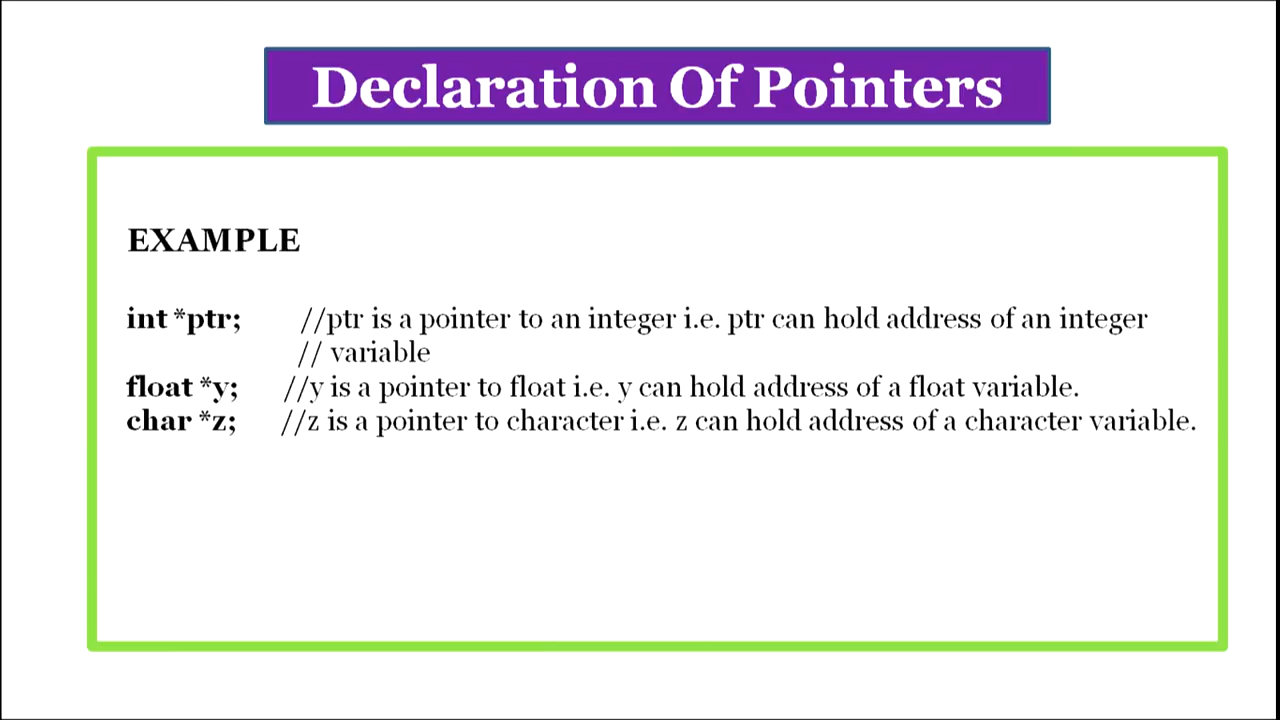 Declaration Of Pointers
EXAMPLE
int *ptr; //ptr is a pointer to an integer i.e. ptr can hold address of an integer
// variable
float *y; //y is a pointer to float i.e. y can hold address of a float variable.
char *z; //z is a pointer to character i.e. z can hold address of a character variable.